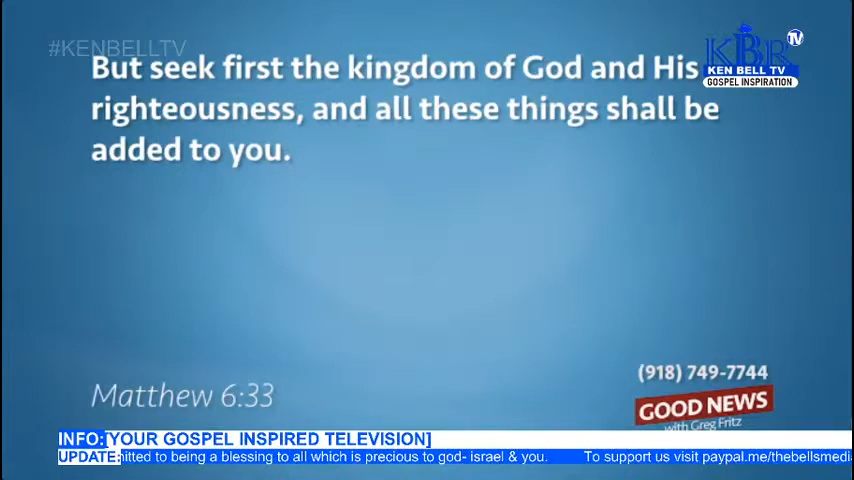 #KENBELLTV
KBR TV
KEN BELL TV
GOSPEL INSPIRATION
But seek first the kingdom of God and His
righteousness, and all these things shall be
added to you.
Matthew 6:33
(918) 749-7744
GOOD NEWS
with Greg Fritz
INFO:[YOUR GOSPEL INSPIRED TELEVISION]
UPDATE: itted to being a blessing to all which is precious to god- israel & you. To support us visit paypal.me/thebellsmedi